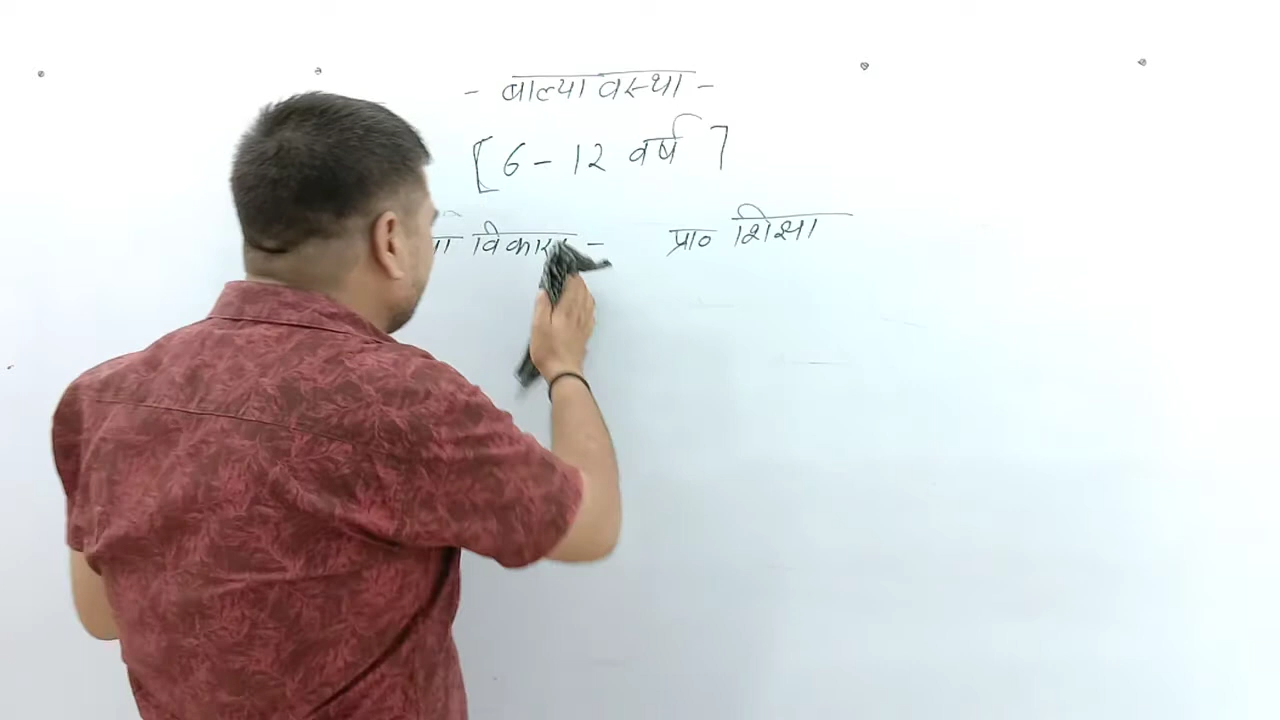 - बाल्यावस्था -
[6 - 12 वर्ष]
विकास - प्रा० शिक्षा